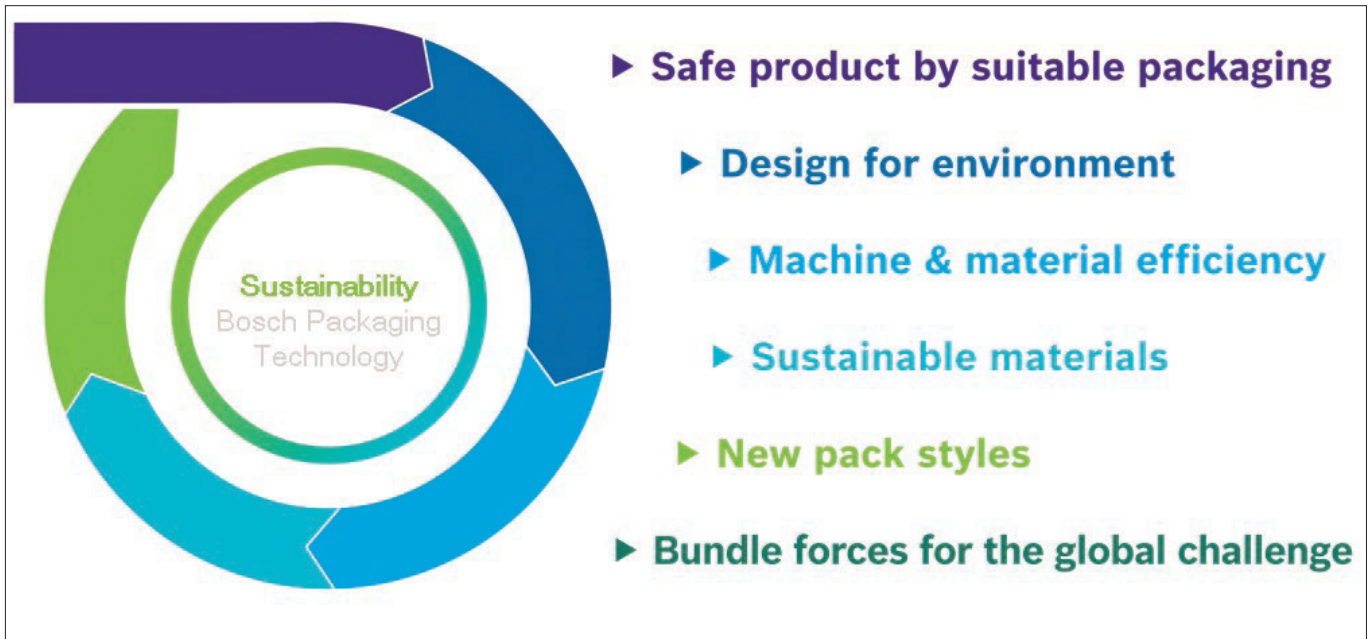 Safe product by suitable packaging
Design for environment
Machine & material efficiency
Sustainable materials
New pack styles
Bundle forces for the global challenge
Sustainability
Bosch Packaging
Technology